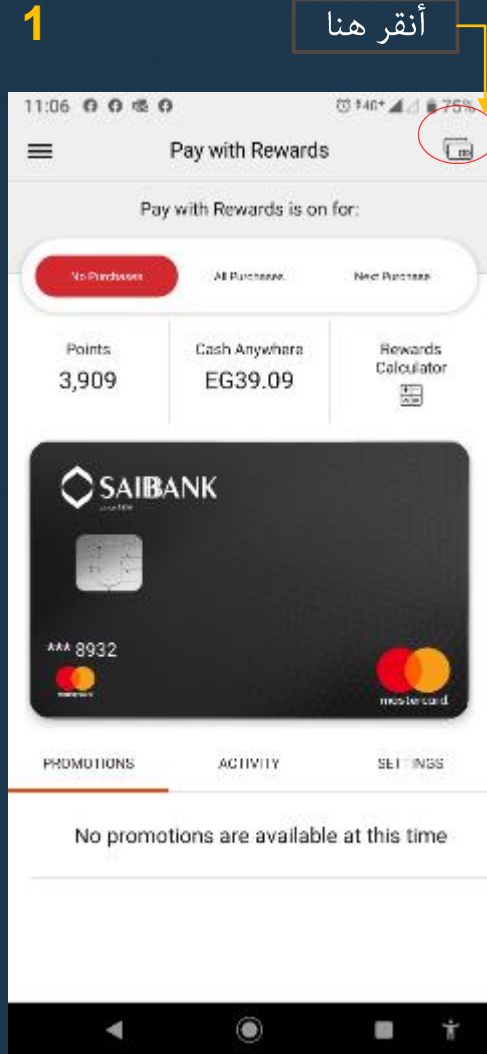 1
أنقر هنا
11:06
75%
Pay with Rewards
Pay with Rewards is on for:
No Purchases
All Purchases
Next Purchase
Points
Cash Anywhere
Rewards
Calculator
3,909
EG39.09
SAIBANK
*** 8932
mastercard
PROMOTIONS
ACTIVITY
SETTINGS
No promotions are available at this time